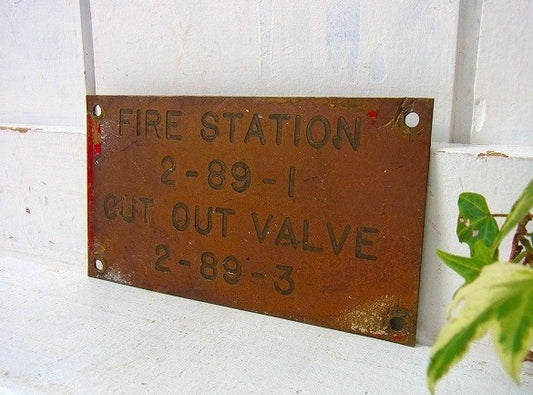 FIRE STATION
2-89-1
CUT OUT VALVE
2-89-3